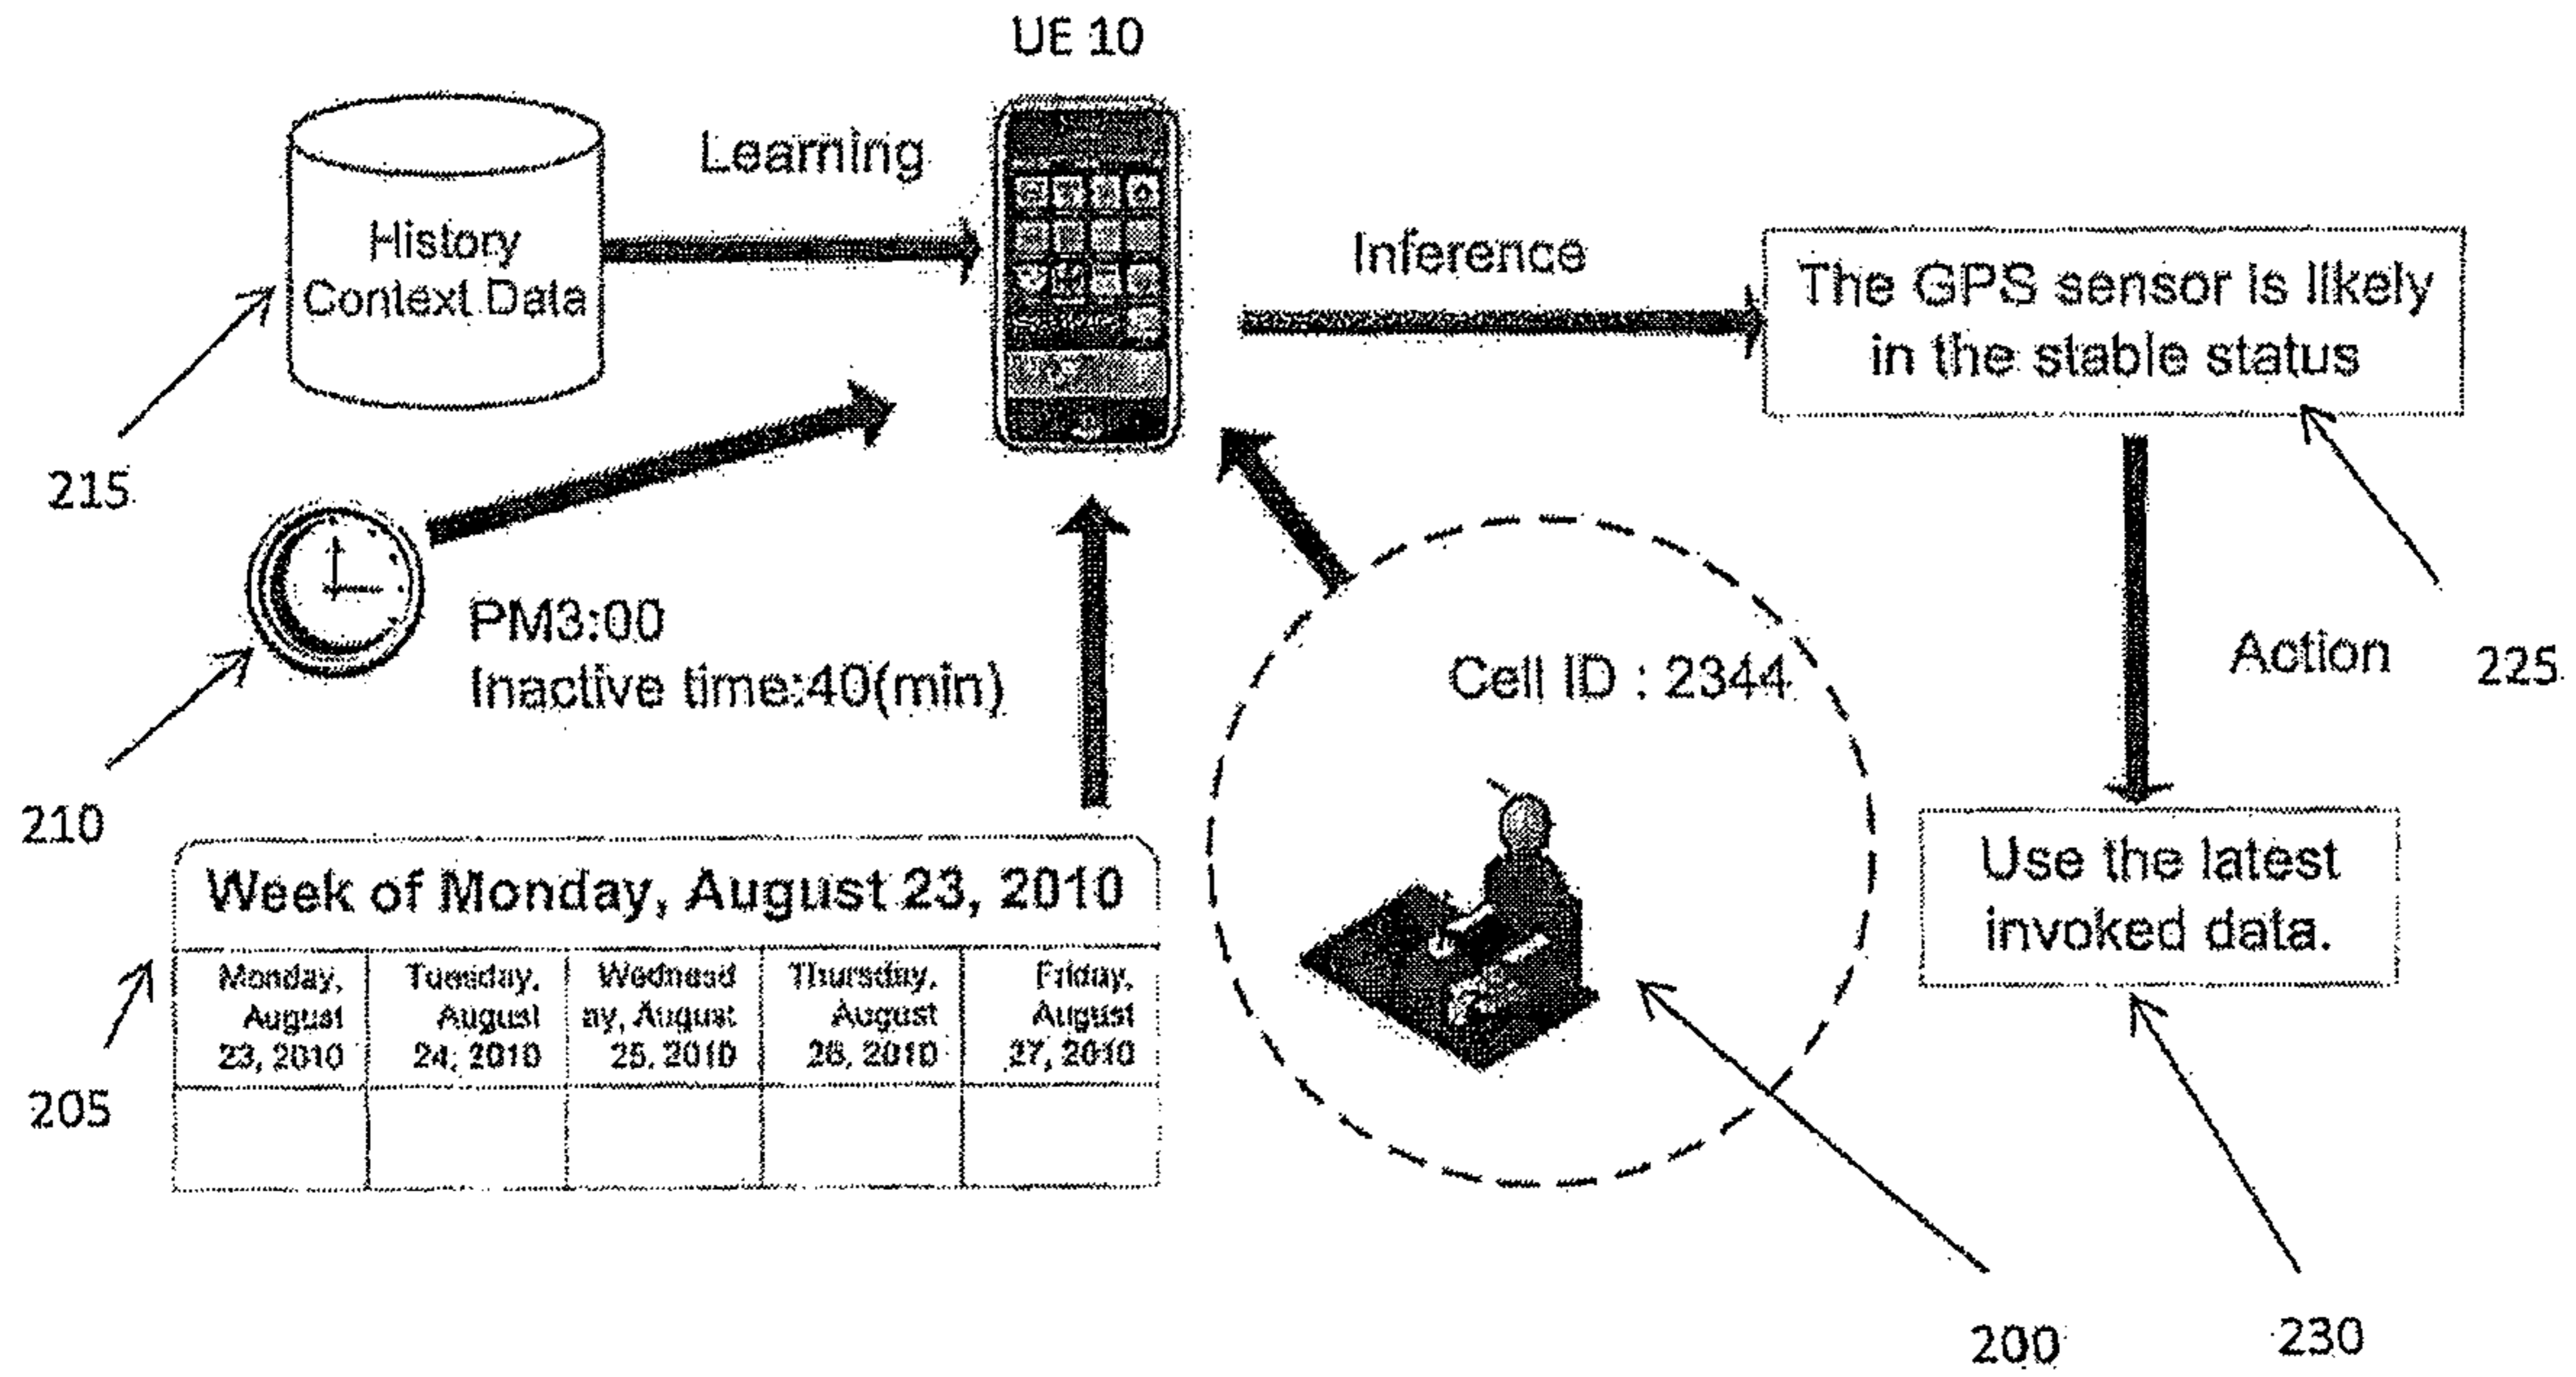 UE 10
Learning
History
Context Data
Inference
The GPS sensor is likely
in the stable status
215
PM3:00
Inactive time:40(min)
Cell ID : 2344
Action
225
210
Week of Monday, August 23, 2010
Monday,
August
23, 2010
Tuesday,
August
24, 2010
Wednesd
ay, August
25, 2010
Thursday,
August
26, 2010
Friday,
August
27, 2010
205
Use the latest
invoked data.
200
230